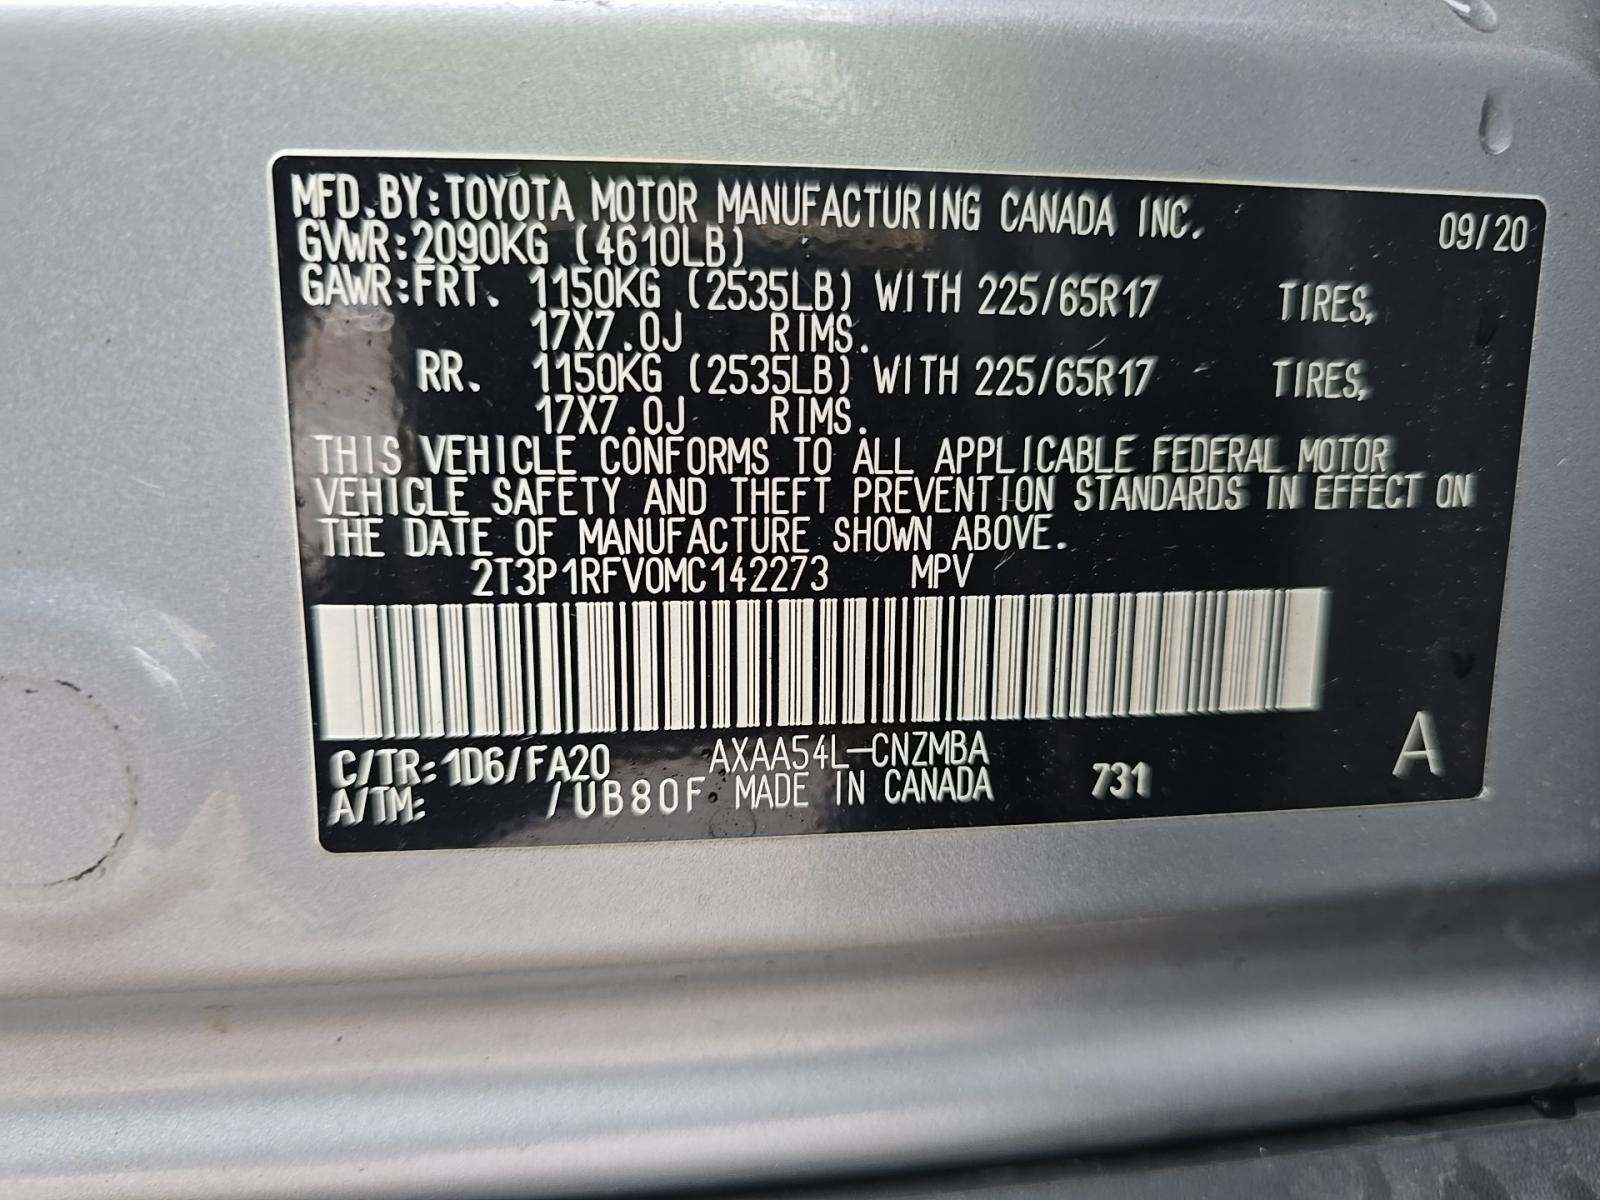 MFD.BY:TOYOTA MOTOR MANUFACTURING CANADA INC. 09/20
GVWR:2090KG (4610LB)
GAWR:FRT. 1150KG (2535LB) WITH 225/65R17 TIRES,
17X7.0J RIMS.
RR. 1150KG (2535LB) WITH 225/65R17 TIRES,
17X7.0J RIMS.
THIS VEHICLE CONFORMS TO ALL APPLICABLE FEDERAL MOTOR
VEHICLE SAFETY AND THEFT PREVENTION STANDARDS IN EFFECT ON
THE DATE OF MANUFACTURE SHOWN ABOVE.
2T3P1RFV0MC142273 MPV
C/TR:1D6/FA20 AXAA54L-CNZMBA 731 A
A/TM: /UB80F MADE IN CANADA